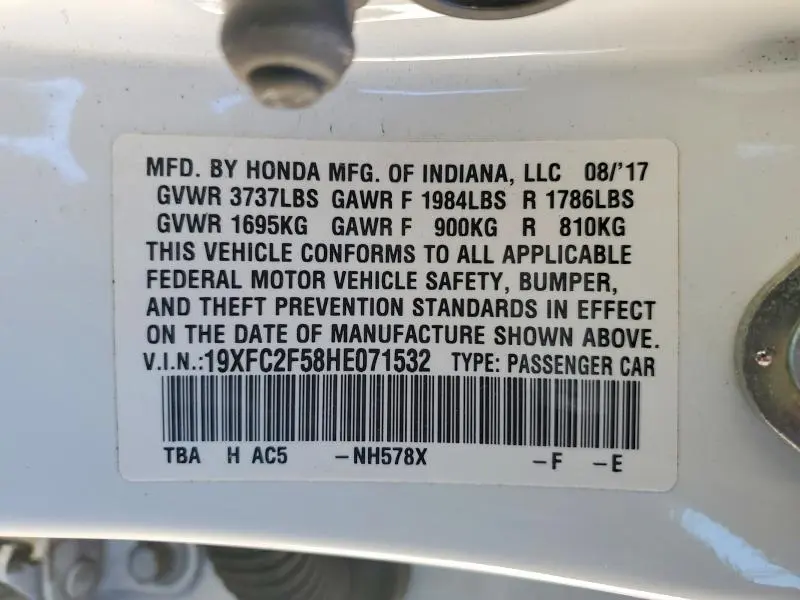 MFD. BY HONDA MFG. OF INDIANA, LLC 08/'17
GVWR 3737LBS GAWR F 1984LBS R 1786LBS
GVWR 1695KG GAWR F 900KG R 810KG
THIS VEHICLE CONFORMS TO ALL APPLICABLE
FEDERAL MOTOR VEHICLE SAFETY, BUMPER,
AND THEFT PREVENTION STANDARDS IN EFFECT
ON THE DATE OF MANUFACTURE SHOWN ABOVE.
V.I.N.:19XFC2F58HE071532 TYPE: PASSENGER CAR
TBA H AC5 -NH578X -F -E